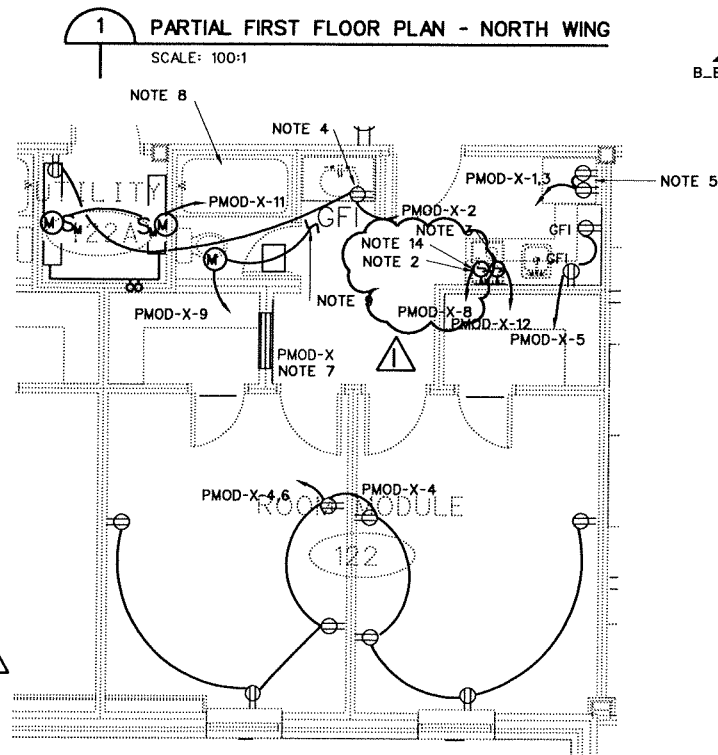 1 PARTIAL FIRST FLOOR PLAN - NORTH WING
SCALE: 100:1
NOTE 8
NOTE 4
PMOD-X-1,3
NOTE 5
UTILITY
PMOD-X-11
M
S M
S M
M
122A
GFI
PMOD-X-2
NOTE 3
GFI
NOTE 14
NOTE 2
GFI
M
PMOD-X-9
NOTE
PMOD-X-8
PMOD-X-12
PMOD-X-5
PMOD-X
NOTE 7
1
PMOD-X-4,6
PMOD-X-4
ROOM MODULE
122